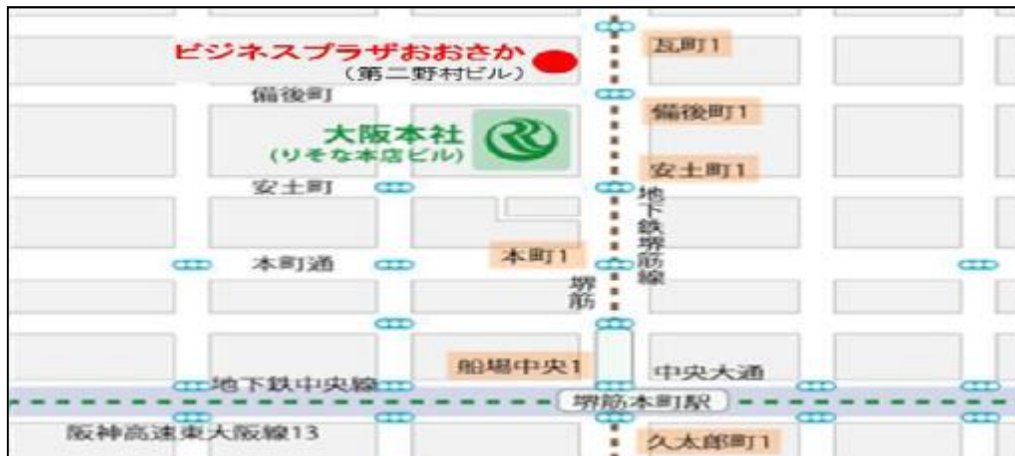 瓦町1
ビジネスプラザおおさか
(第二野村ビル)
備後町
備後町1
大阪本社
(りそな本店ビル)
安土町1
安土町
地下鉄堺筋線
本町1
本町通
堺筋
船場中央1
中央大通
地下鉄中央線
堺筋本町駅
阪神高速東大阪線13
久太郎町1